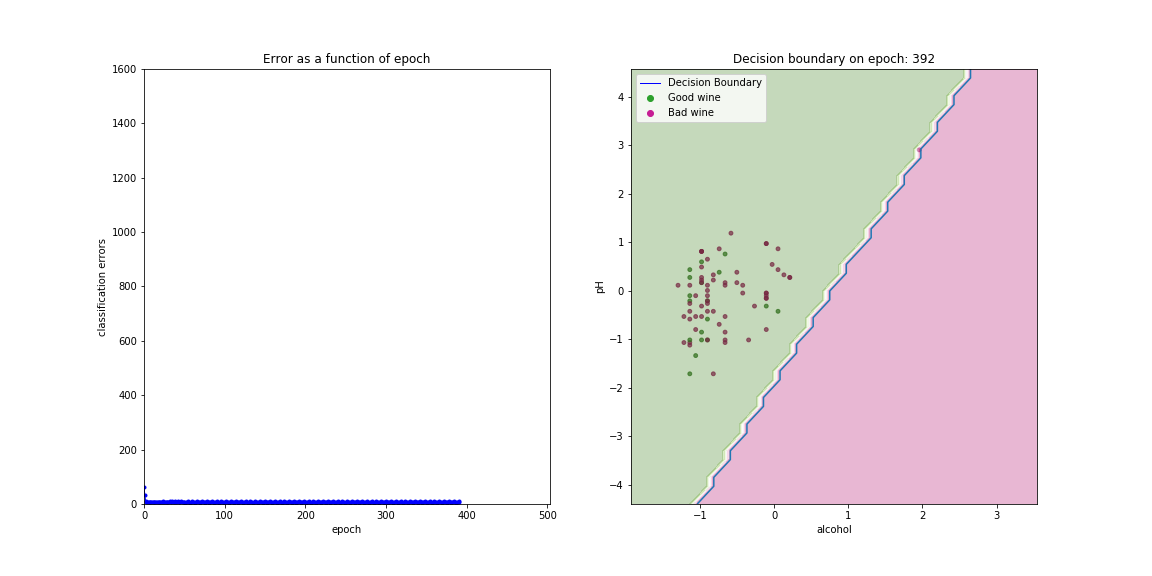 Error as a function of epoch
1600
1400
1200
1000
800
600
400
200
0
classification errors
0 100 200 300 400 500
epoch
Decision boundary on epoch: 392
Decision Boundary
Good wine
Bad wine
4
3
2
1
0
−1
−2
−3
−4
pH
−1 0 1 2 3
alcohol